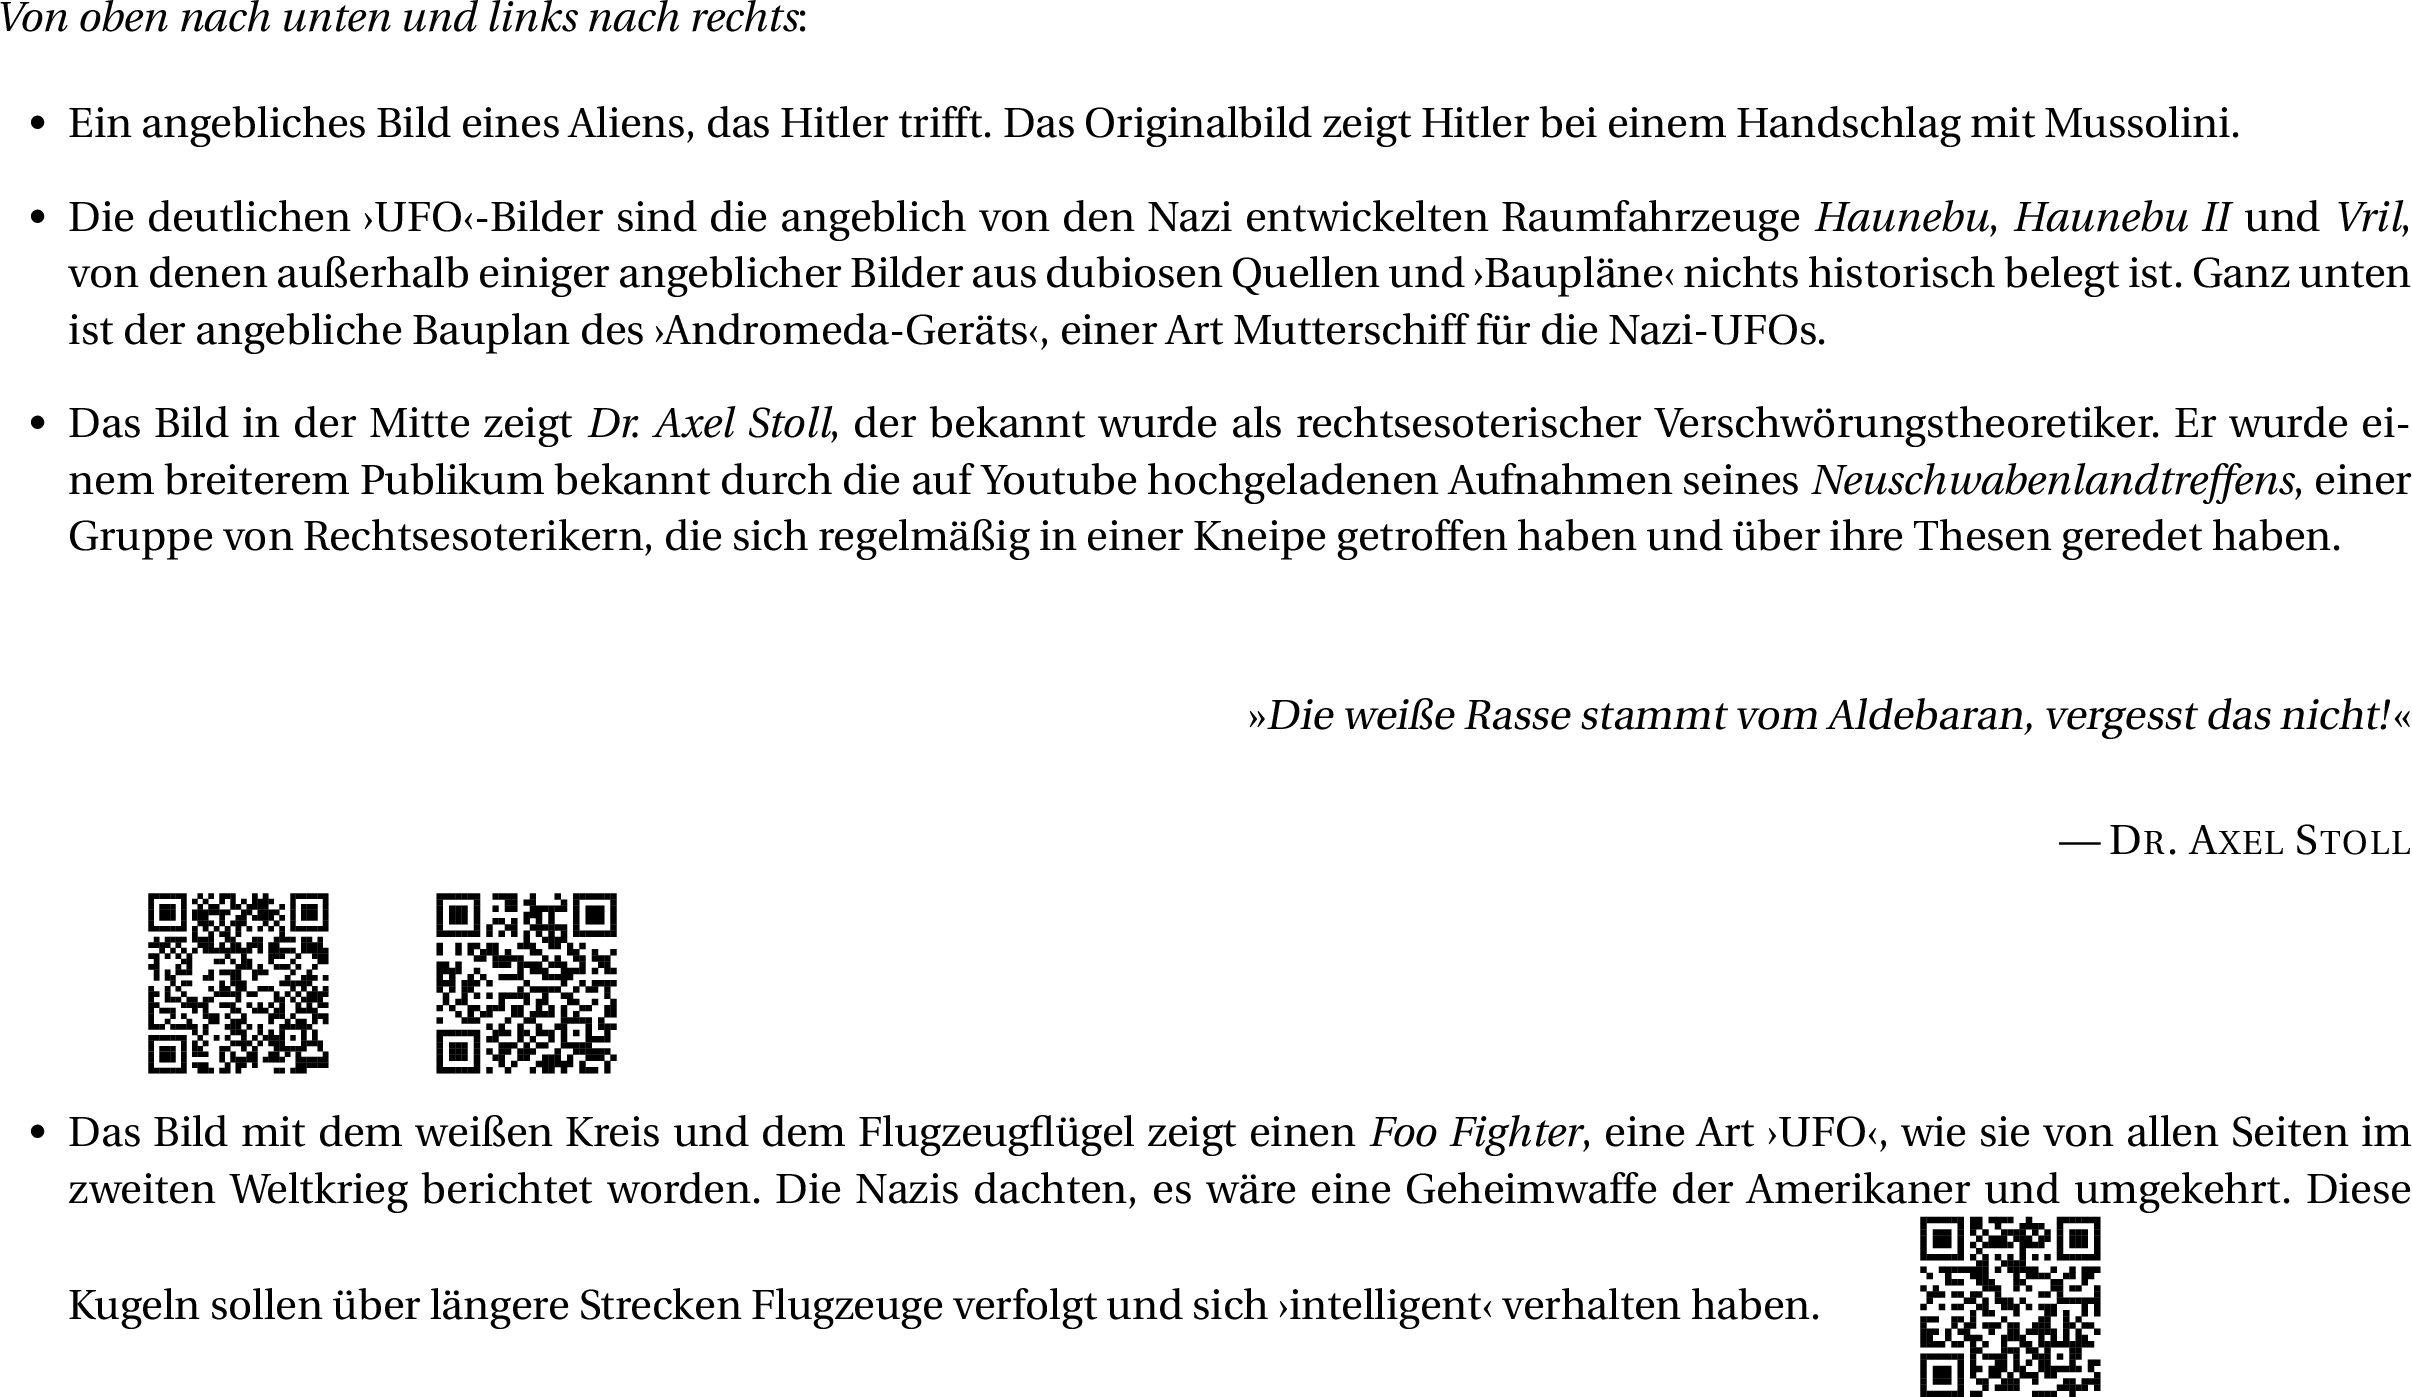 Von oben nach unten und links nach rechts:
• Ein angebliches Bild eines Aliens, das Hitler trifft. Das Originalbild zeigt Hitler bei einem Handschlag mit Mussolini.
• Die deutlichen ›UFO‹-Bilder sind die angeblich von den Nazi entwickelten Raumfahrzeuge Haunebu, Haunebu II und Vril,
von denen außerhalb einiger angeblicher Bilder aus dubiosen Quellen und ›Baupläne‹ nichts historisch belegt ist. Ganz unten
ist der angebliche Bauplan des ›Andromeda-Geräts‹, einer Art Mutterschiff für die Nazi-UFOs.
• Das Bild in der Mitte zeigt Dr. Axel Stoll, der bekannt wurde als rechtsesoterischer Verschwörungstheoretiker. Er wurde ei-
nem breiterem Publikum bekannt durch die auf Youtube hochgeladenen Aufnahmen seines Neuschwabenlandtreffens, einer
Gruppe von Rechtsesoterikern, die sich regelmäßig in einer Kneipe getroffen haben und über ihre Thesen geredet haben.
»Die weiße Rasse stammt vom Aldebaran, vergesst das nicht!«
— DR. AXEL STOLL
• Das Bild mit dem weißen Kreis und dem Flugzeugflügel zeigt einen Foo Fighter, eine Art ›UFO‹, wie sie von allen Seiten im
zweiten Weltkrieg berichtet worden. Die Nazis dachten, es wäre eine Geheimwaffe der Amerikaner und umgekehrt. Diese
Kugeln sollen über längere Strecken Flugzeuge verfolgt und sich ›intelligent‹ verhalten haben.